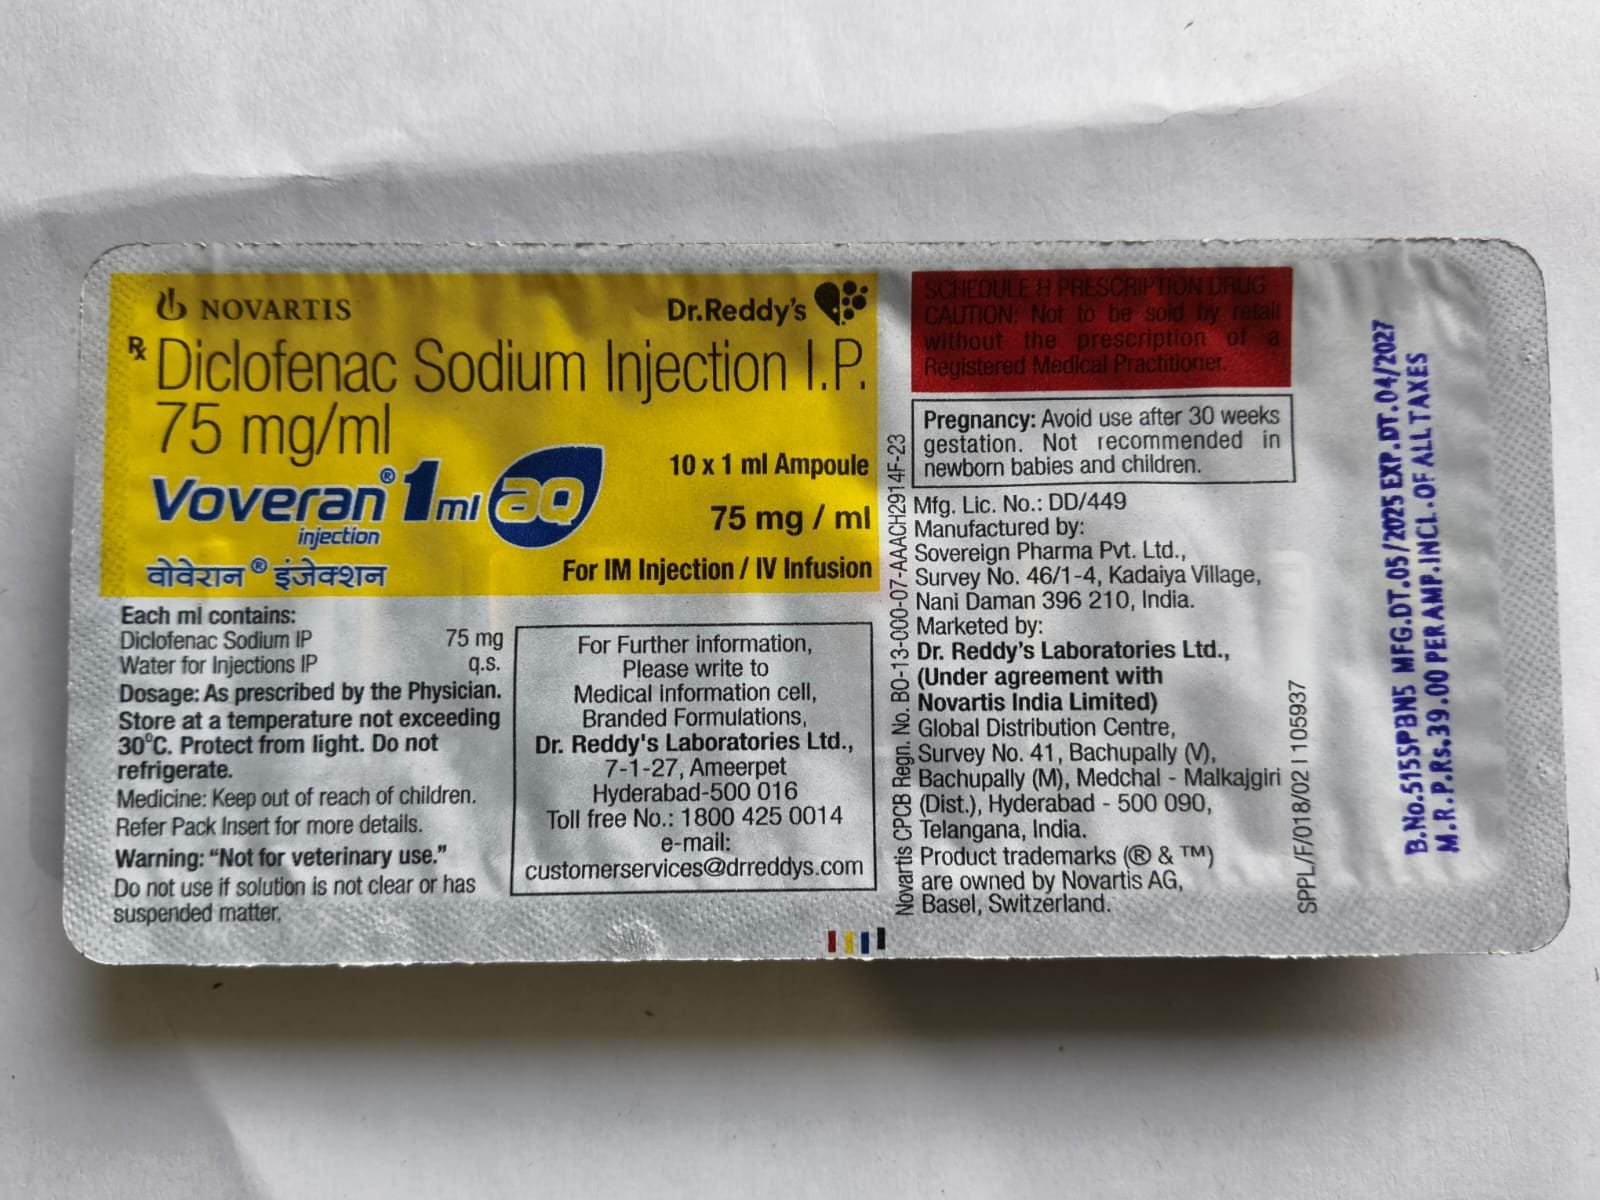 NOVARTIS
Dr.Reddy's
Rx Diclofenac Sodium Injection I.P.
75 mg/ml
Voveran® 1 ml aq
injection
वोवेरान® इंजेक्शन
10 x 1 ml Ampoule
75 mg / ml
For IM Injection / IV Infusion
Each ml contains:
Diclofenac Sodium IP 75 mg
Water for Injections IP q.s.
Dosage: As prescribed by the Physician.
Store at a temperature not exceeding
30°C. Protect from light. Do not
refrigerate.
Medicine: Keep out of reach of children.
Refer Pack Insert for more details.
Warning: “Not for veterinary use.”
Do not use if solution is not clear or has
suspended matter.
For Further information,
Please write to
Medical information cell,
Branded Formulations,
Dr. Reddy's Laboratories Ltd.,
7-1-27, Ameerpet
Hyderabad-500 016
Toll free No.: 1800 425 0014
e-mail:
customerservices@drreddys.com
Novartis CPCB Regn. No. BO-13-000-07-AAACH2914F-23
SCHEDULE H PRESCRIPTION DRUG
CAUTION: Not to be sold by retail
without the prescription of a
Registered Medical Practitioner.
Pregnancy: Avoid use after 30 weeks
gestation. Not recommended in
newborn babies and children.
Mfg. Lic. No.: DD/449
Manufactured by:
Sovereign Pharma Pvt. Ltd.,
Survey No. 46/1-4, Kadaiya Village,
Nani Daman 396 210, India.
Marketed by:
Dr. Reddy's Laboratories Ltd.,
(Under agreement with
Novartis India Limited)
Global Distribution Centre,
Survey No. 41, Bachupally (V),
Bachupally (M), Medchal - Malkajgiri
(Dist.), Hyderabad - 500 090,
Telangana, India.
Product trademarks (® & ™)
are owned by Novartis AG,
Basel, Switzerland.
SPPL/F/018/02 I 105937
B.No.515SPBN5 MFG.DT.05/2025 EXP.DT.04/2027
M.R.P.Rs.39.00 PER AMP.INCL.OF ALL TAXES